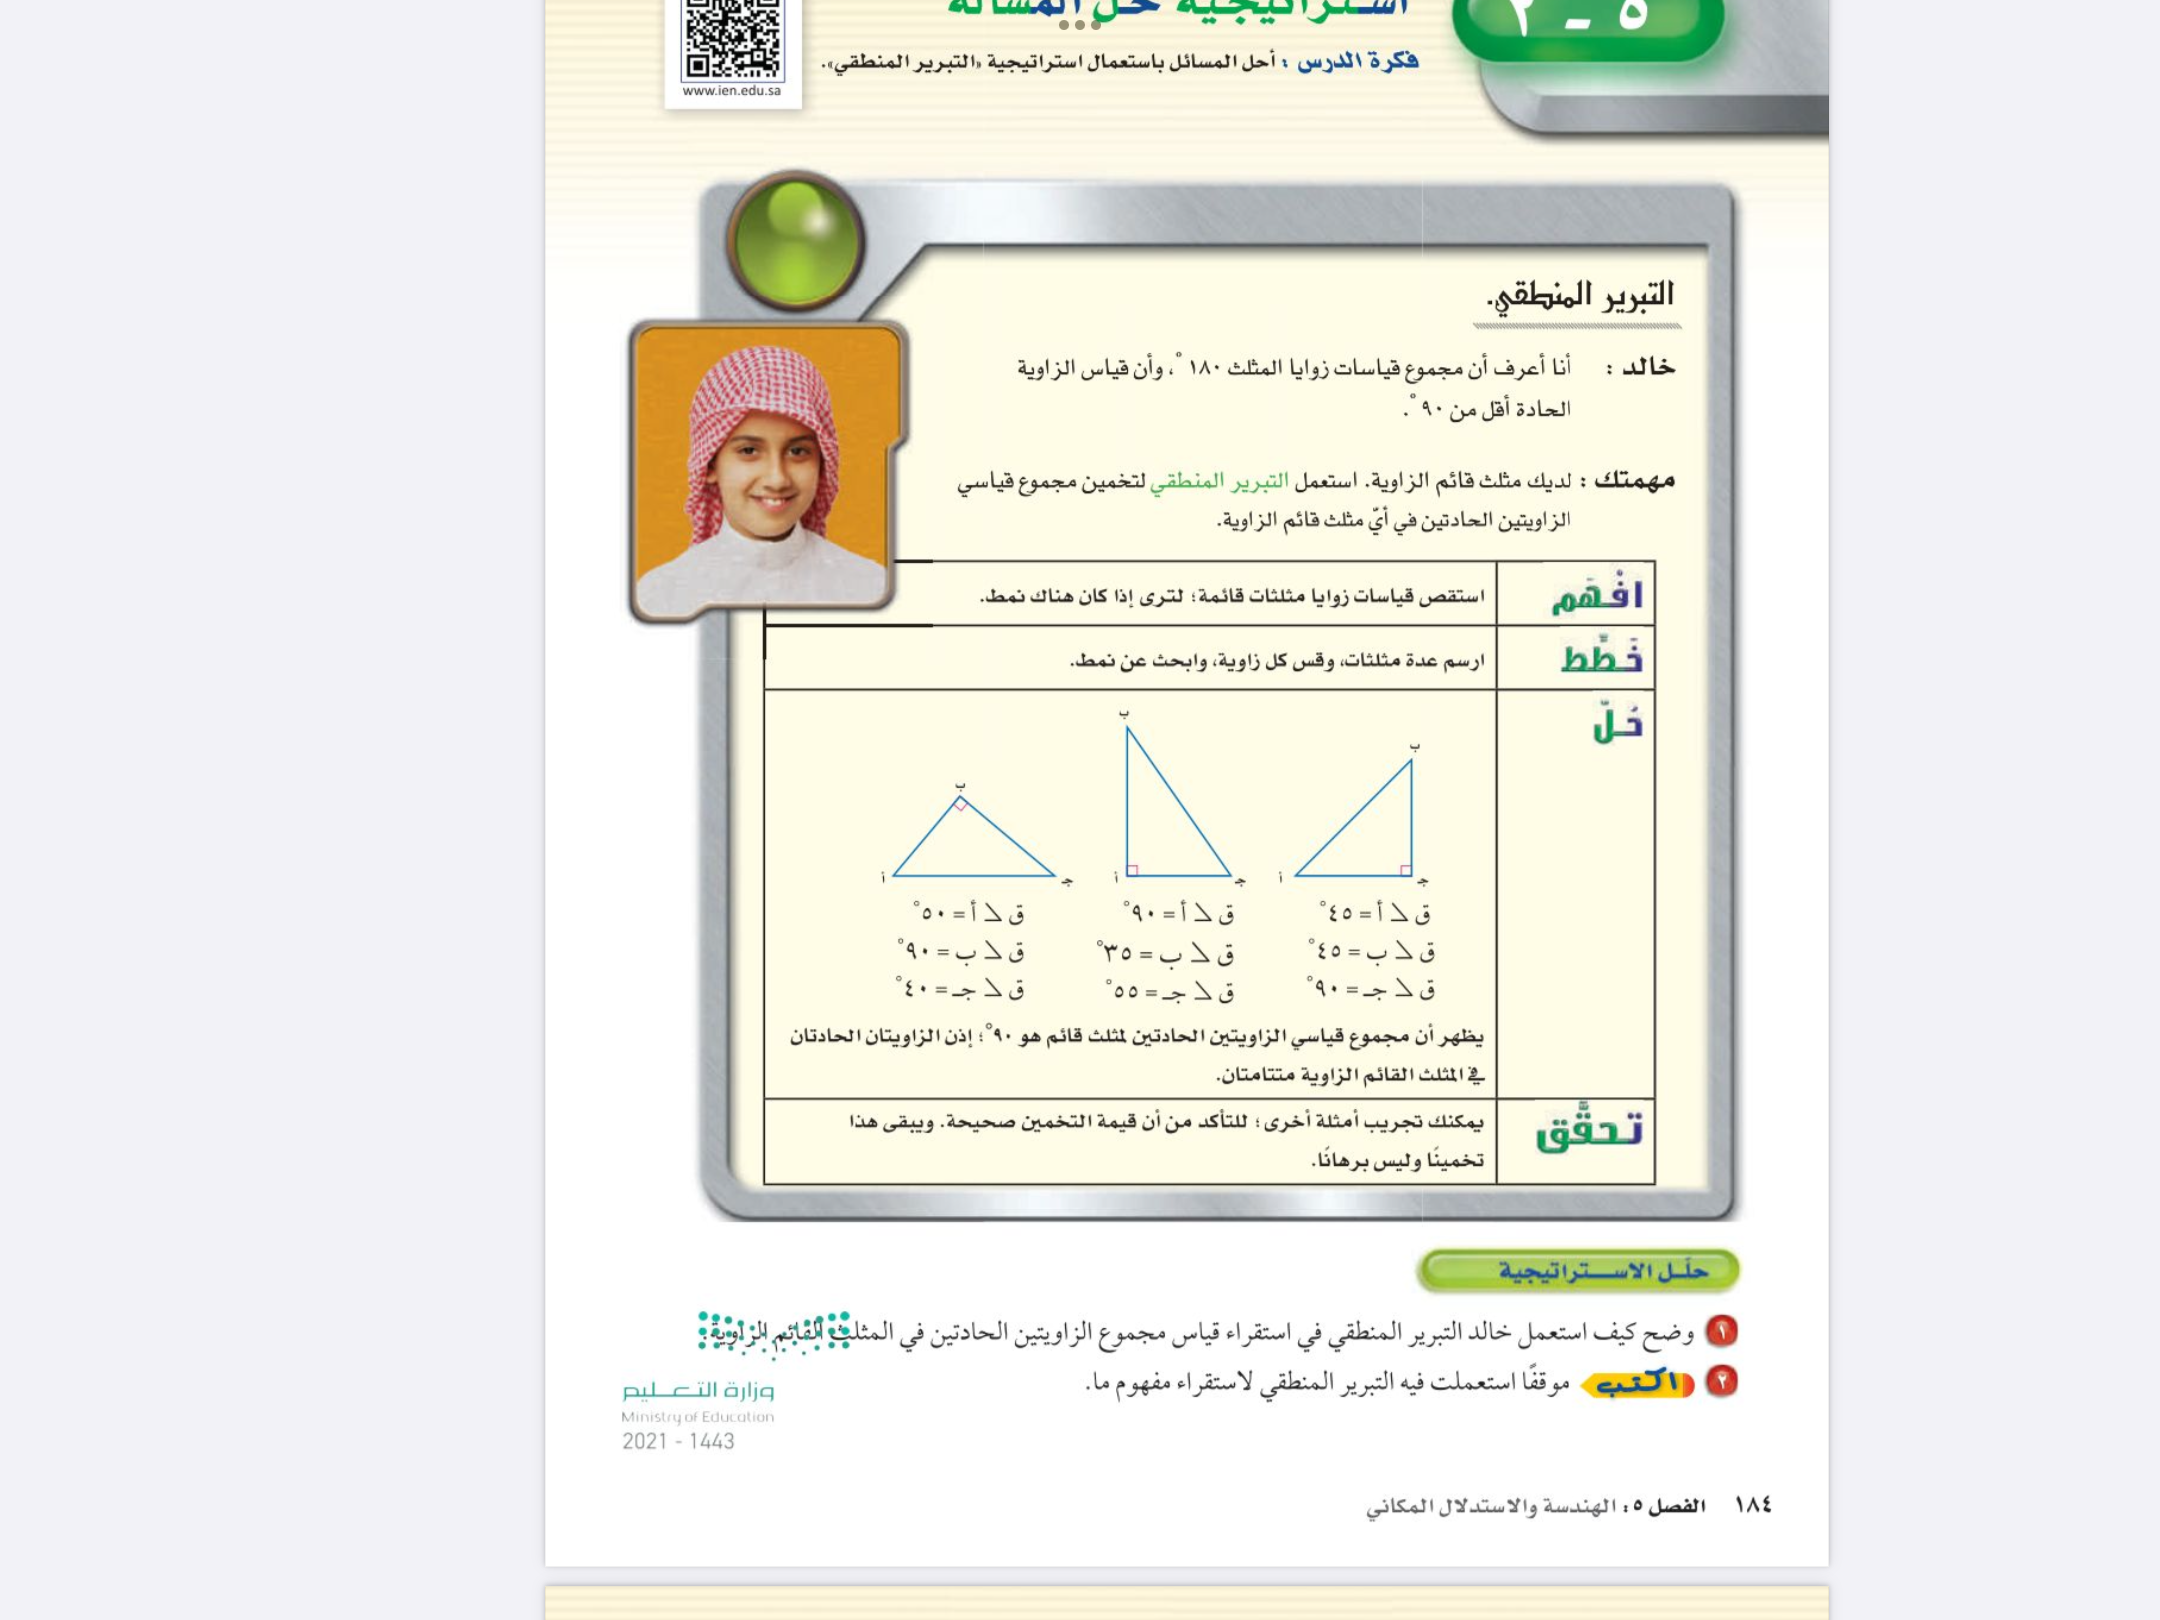 ٥ - ٢
استراتيجية حل المسألة
www.ien.edu.sa
فكرة الدرس : أحل المسائل باستعمال استراتيجية «التبرير المنطقي».
التبرير المنطقي.
خالد : أنا أعرف أن مجموع قياسات زوايا المثلث ١٨٠°، وأن قياس الزاوية
الحادة أقل من ٩٠°.
مهمتك : لديك مثلث قائم الزاوية. استعمل التبرير المنطقي لتخمين مجموع قياسي
الزاويتين الحادتين في أيّ مثلث قائم الزاوية.
افْهَم
استقص قياسات زوايا مثلثات قائمة؛ لترى إذا كان هناك نمط.
خَطِّط
ارسم عدة مثلثات، وقس كل زاوية، وابحث عن نمط.
حُلّ
ب
أ جـ
ق ∠ أ = ٤٥°
ق ∠ ب = ٤٥°
ق ∠ جـ = ٩٠°
ب
أ جـ
ق ∠ أ = ٩٠°
ق ∠ ب = ٣٥°
ق ∠ جـ = ٥٥°
ب
أ جـ
ق ∠ أ = ٥٠°
ق ∠ ب = ٩٠°
ق ∠ جـ = ٤٠°
يظهر أن مجموع قياسي الزاويتين الحادتين لمثلث قائم هو ٩٠°؛ إذن الزاويتان الحادتان
في المثلث القائم الزاوية متتامتان.
تحقَّق
يمكنك تجريب أمثلة أخرى؛ للتأكد من أن قيمة التخمين صحيحة. ويبقى هذا
تخمينًا وليس برهانًا.
حلّل الاستراتيجية
١ وضح كيف استعمل خالد التبرير المنطقي في استقراء قياس مجموع الزاويتين الحادتين في المثلث القائم الزاوية.
٢ اكتب موقفًا استعملت فيه التبرير المنطقي لاستقراء مفهوم ما.
وزارة التعليم
Ministry of Education
2021 - 1443
١٨٤ الفصل ٥: الهندسة والاستدلال المكاني